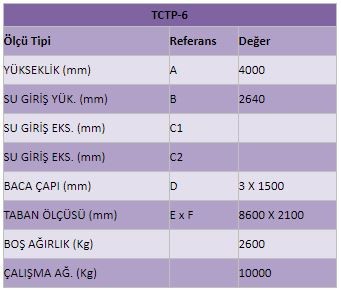 TCTP-6
Ölçü Tipi Referans Değer
YÜKSEKLİK (mm) A 4000
SU GİRİŞ YÜK. (mm) B 2640
SU GİRİŞ EKS. (mm) C1
SU GİRİŞ EKS. (mm) C2
BACA ÇAPI (mm) D 3 X 1500
TABAN ÖLÇÜSÜ (mm) E x F 8600 X 2100
BOŞ AĞIRLIK (Kg) 2600
ÇALIŞMA AĞ. (Kg) 10000